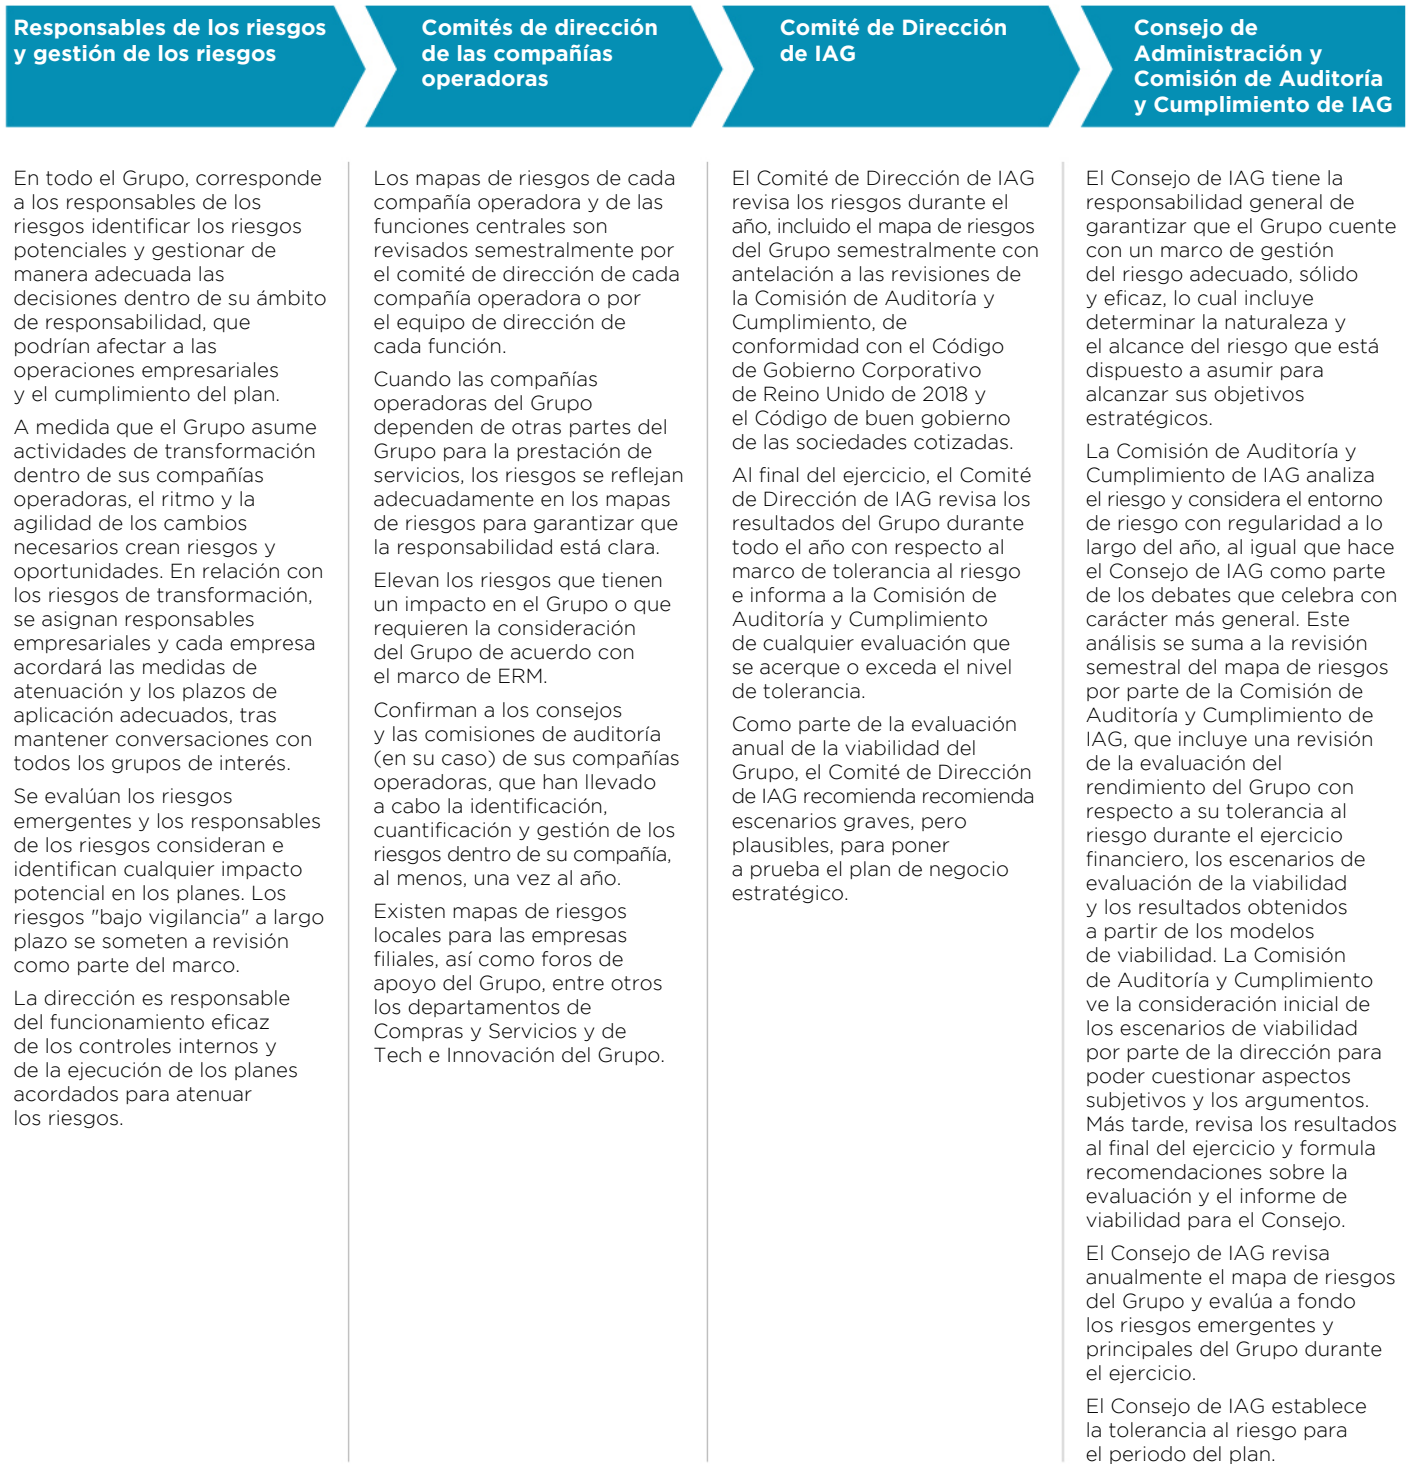 Responsables de los riesgos
y gestión de los riesgos
Comités de dirección
de las compañías
operadoras
Comité de Dirección
de IAG
Consejo de
Administración y
Comisión de Auditoría
y Cumplimiento de IAG
En todo el Grupo, corresponde
a los responsables de los
riesgos identificar los riesgos
potenciales y gestionar de
manera adecuada las
decisiones dentro de su ámbito
de responsabilidad, que
podrían afectar a las
operaciones empresariales
y el cumplimiento del plan.
A medida que el Grupo asume
actividades de transformación
dentro de sus compañías
operadoras, el ritmo y la
agilidad de los cambios
necesarios crean riesgos y
oportunidades. En relación con
los riesgos de transformación,
se asignan responsables
empresariales y cada empresa
acordará las medidas de
atenuación y los plazos de
aplicación adecuados, tras
mantener conversaciones con
todos los grupos de interés.
Se evalúan los riesgos
emergentes y los responsables
de los riesgos consideran e
identifican cualquier impacto
potencial en los planes. Los
riesgos "bajo vigilancia" a largo
plazo se someten a revisión
como parte del marco.
La dirección es responsable
del funcionamiento eficaz
de los controles internos y
de la ejecución de los planes
acordados para atenuar
los riesgos.
Los mapas de riesgos de cada
compañía operadora y de las
funciones centrales son
revisados semestralmente por
el comité de dirección de cada
compañía operadora o por
el equipo de dirección de
cada función.
Cuando las compañías
operadoras del Grupo
dependen de otras partes del
Grupo para la prestación de
servicios, los riesgos se reflejan
adecuadamente en los mapas
de riesgos para garantizar que
la responsabilidad está clara.
Elevan los riesgos que tienen
un impacto en el Grupo o que
requieren la consideración
del Grupo de acuerdo con
el marco de ERM.
Confirman a los consejos
y las comisiones de auditoría
(en su caso) de sus compañías
operadoras, que han llevado
a cabo la identificación,
cuantificación y gestión de los
riesgos dentro de su compañía,
al menos, una vez al año.
Existen mapas de riesgos
locales para las empresas
filiales, así como foros de
apoyo del Grupo, entre otros
los departamentos de
Compras y Servicios y de
Tech e Innovación del Grupo.
El Comité de Dirección de IAG
revisa los riesgos durante el
año, incluido el mapa de riesgos
del Grupo semestralmente con
antelación a las revisiones de
la Comisión de Auditoría y
Cumplimiento, de
conformidad con el Código
de Gobierno Corporativo
de Reino Unido de 2018 y
el Código de buen gobierno
de las sociedades cotizadas.
Al final del ejercicio, el Comité
de Dirección de IAG revisa los
resultados del Grupo durante
todo el año con respecto al
marco de tolerancia al riesgo
e informa a la Comisión de
Auditoría y Cumplimiento
de cualquier evaluación que
se acerque o exceda el nivel
de tolerancia.
Como parte de la evaluación
anual de la viabilidad del
Grupo, el Comité de Dirección
de IAG recomienda recomienda
escenarios graves, pero
plausibles, para poner
a prueba el plan de negocio
estratégico.
El Consejo de IAG tiene la
responsabilidad general de
garantizar que el Grupo cuente
con un marco de gestión
del riesgo adecuado, sólido
y eficaz, lo cual incluye
determinar la naturaleza y
el alcance del riesgo que está
dispuesto a asumir para
alcanzar sus objetivos
estratégicos.
La Comisión de Auditoría y
Cumplimiento de IAG analiza
el riesgo y considera el entorno
de riesgo con regularidad a lo
largo del año, al igual que hace
el Consejo de IAG como parte
de los debates que celebra con
carácter más general. Este
análisis se suma a la revisión
semestral del mapa de riesgos
por parte de la Comisión de
Auditoría y Cumplimiento de
IAG, que incluye una revisión
de la evaluación del
rendimiento del Grupo con
respecto a su tolerancia al
riesgo durante el ejercicio
financiero, los escenarios de
evaluación de la viabilidad
y los resultados obtenidos
a partir de los modelos
de viabilidad. La Comisión
de Auditoría y Cumplimiento
ve la consideración inicial de
los escenarios de viabilidad
por parte de la dirección para
poder cuestionar aspectos
subjetivos y los argumentos.
Más tarde, revisa los resultados
al final del ejercicio y formula
recomendaciones sobre la
evaluación y el informe de
viabilidad para el Consejo.
El Consejo de IAG revisa
anualmente el mapa de riesgos
del Grupo y evalúa a fondo
los riesgos emergentes y
principales del Grupo durante
el ejercicio.
El Consejo de IAG establece
la tolerancia al riesgo para
el periodo del plan.